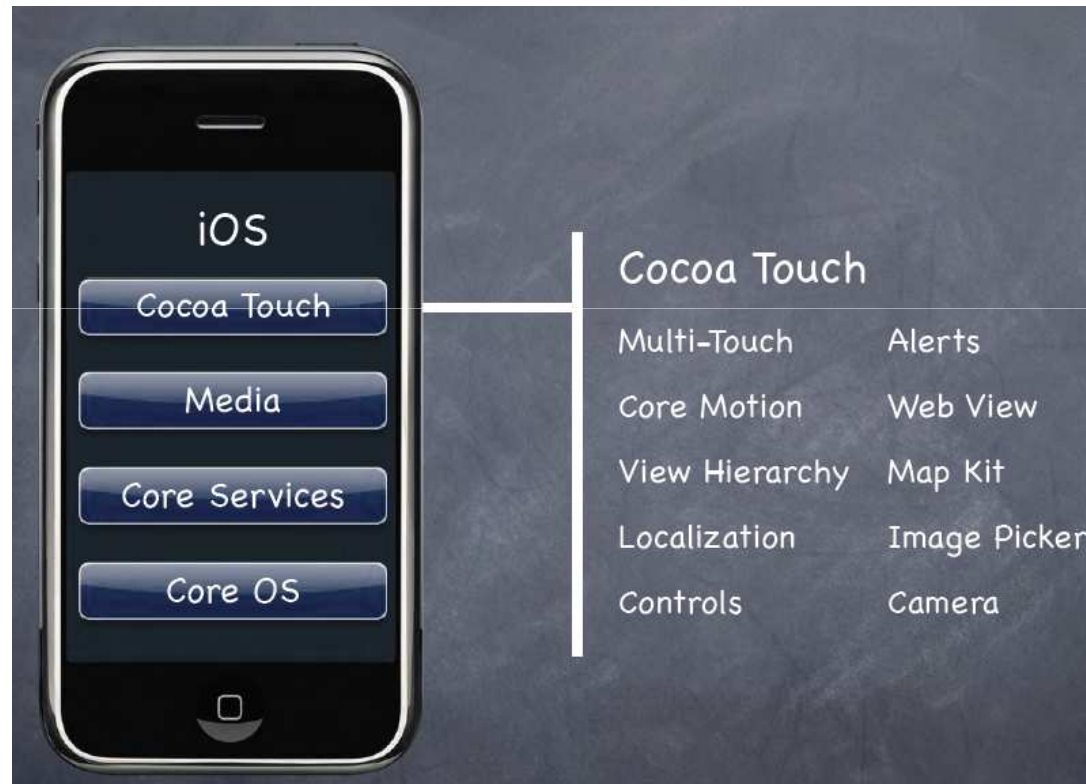 iOS
Cocoa Touch
Media
Core Services
Core OS
Cocoa Touch
Multi-Touch
Alerts
Core Motion
Web View
View Hierarchy
Map Kit
Localization
Image Picker
Controls
Camera